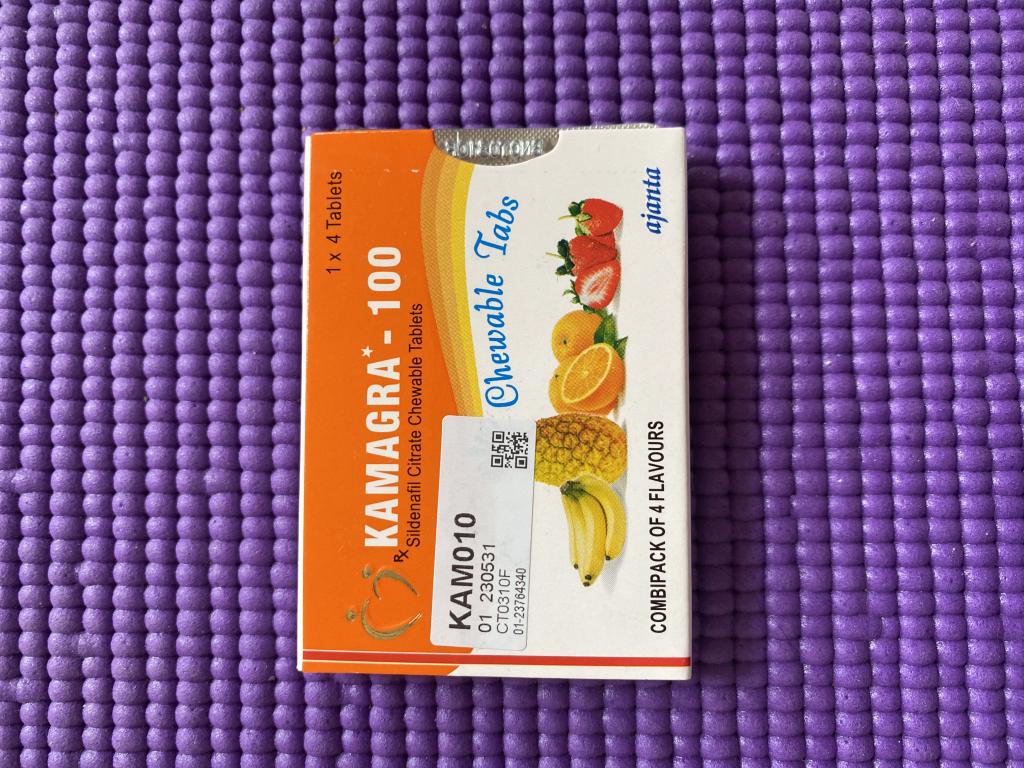 1 x 4 Tablets
KAMAGRA* - 100
Rx
Sildenafil Citrate Chewable Tablets
Chewable Tabs
ajanta
KAM010
01 230531
CT0310F
01-23764340
COMBIPACK OF 4 FLAVOURS